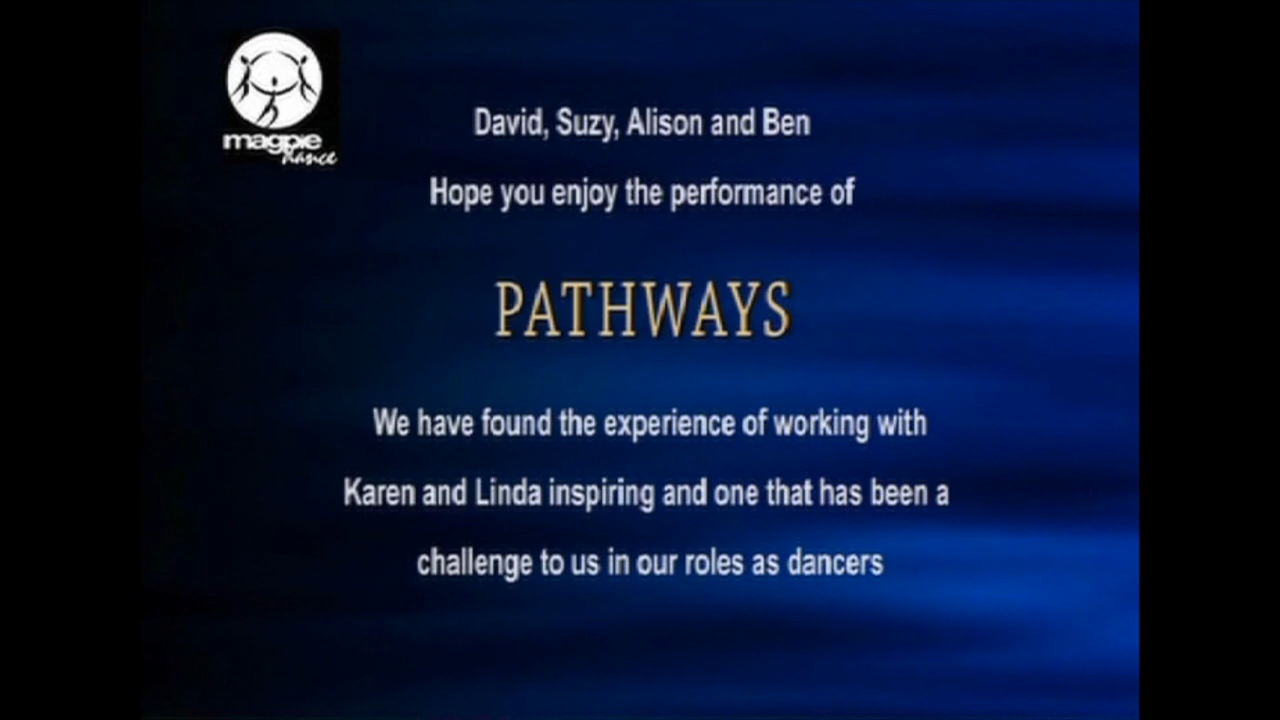 magpie
dance
David, Suzy, Alison and Ben
Hope you enjoy the performance of
PATHWAYS
We have found the experience of working with
Karen and Linda inspiring and one that has been a
challenge to us in our roles as dancers